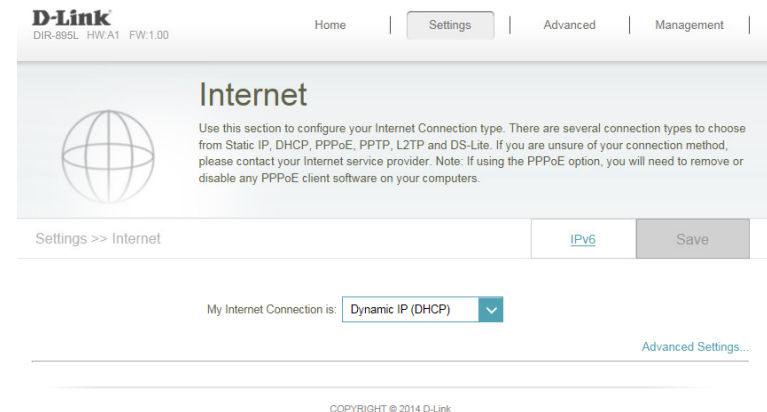 D-Link
DIR-895L HW:A1 FW:1.00
Home
Settings
Advanced
Management
Internet
Use this section to configure your Internet Connection type. There are several connection types to choose
from Static IP, DHCP, PPPoE, PPTP, L2TP and DS-Lite. If you are unsure of your connection method,
please contact your Internet service provider. Note: If using the PPPoE option, you will need to remove or
disable any PPPoE client software on your computers.
Settings >> Internet
IPv6
Save
My Internet Connection is: Dynamic IP (DHCP)
Advanced Settings...
COPYRIGHT © 2014 D-Link